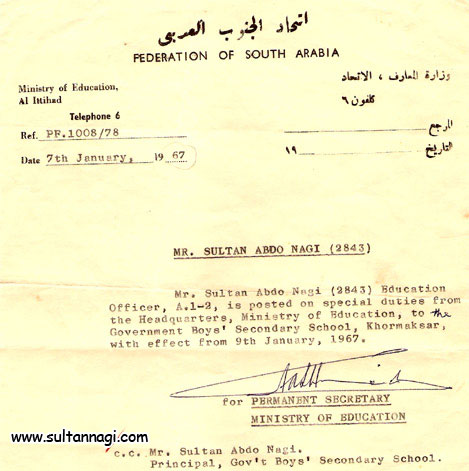 اتحاد الجنوب العربي
FEDERATION OF SOUTH ARABIA
Ministry of Education,
Al Ittihad
وزارة المعارف ، الاتحاد
Telephone 6
تلفون ٦
Ref. PF.1008/78
المرجع
Date 7th January, 1967
التاريخ ١٩
MR. SULTAN ABDO NAGI (2843)
Mr. Sultan Abdo Nagi (2843) Education
Officer, A.1-2, is posted on special duties from
the Headquarters, Ministry of Education, to the
Government Boys' Secondary School, Khormaksar,
with effect from 9th January, 1967.
for PERMANENT SECRETARY
MINISTRY OF EDUCATION
www.sultannagi.com
c.c. Mr. Sultan Abdo Nagi.
Principal, Gov't Boys' Secondary School.